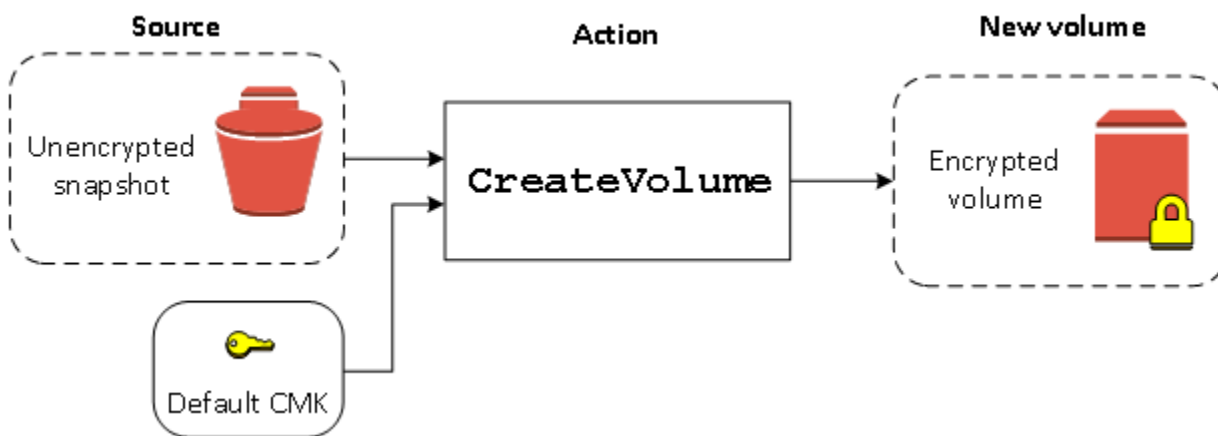 Source
Action
New volume
Unencrypted
snapshot
CreateVolume
Encrypted
volume
Default CMK